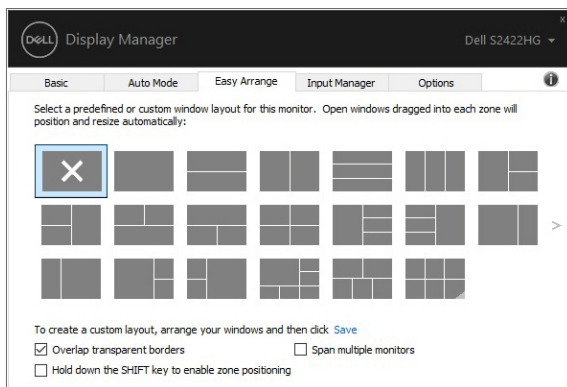 DELL Display Manager
Dell S2422HG
Basic
Auto Mode
Easy Arrange
Input Manager
Options
Select a predefined or custom window layout for this monitor. Open windows dragged into each zone will
position and resize automatically:
To create a custom layout, arrange your windows and then click Save
Overlap transparent borders
Span multiple monitors
Hold down the SHIFT key to enable zone positioning